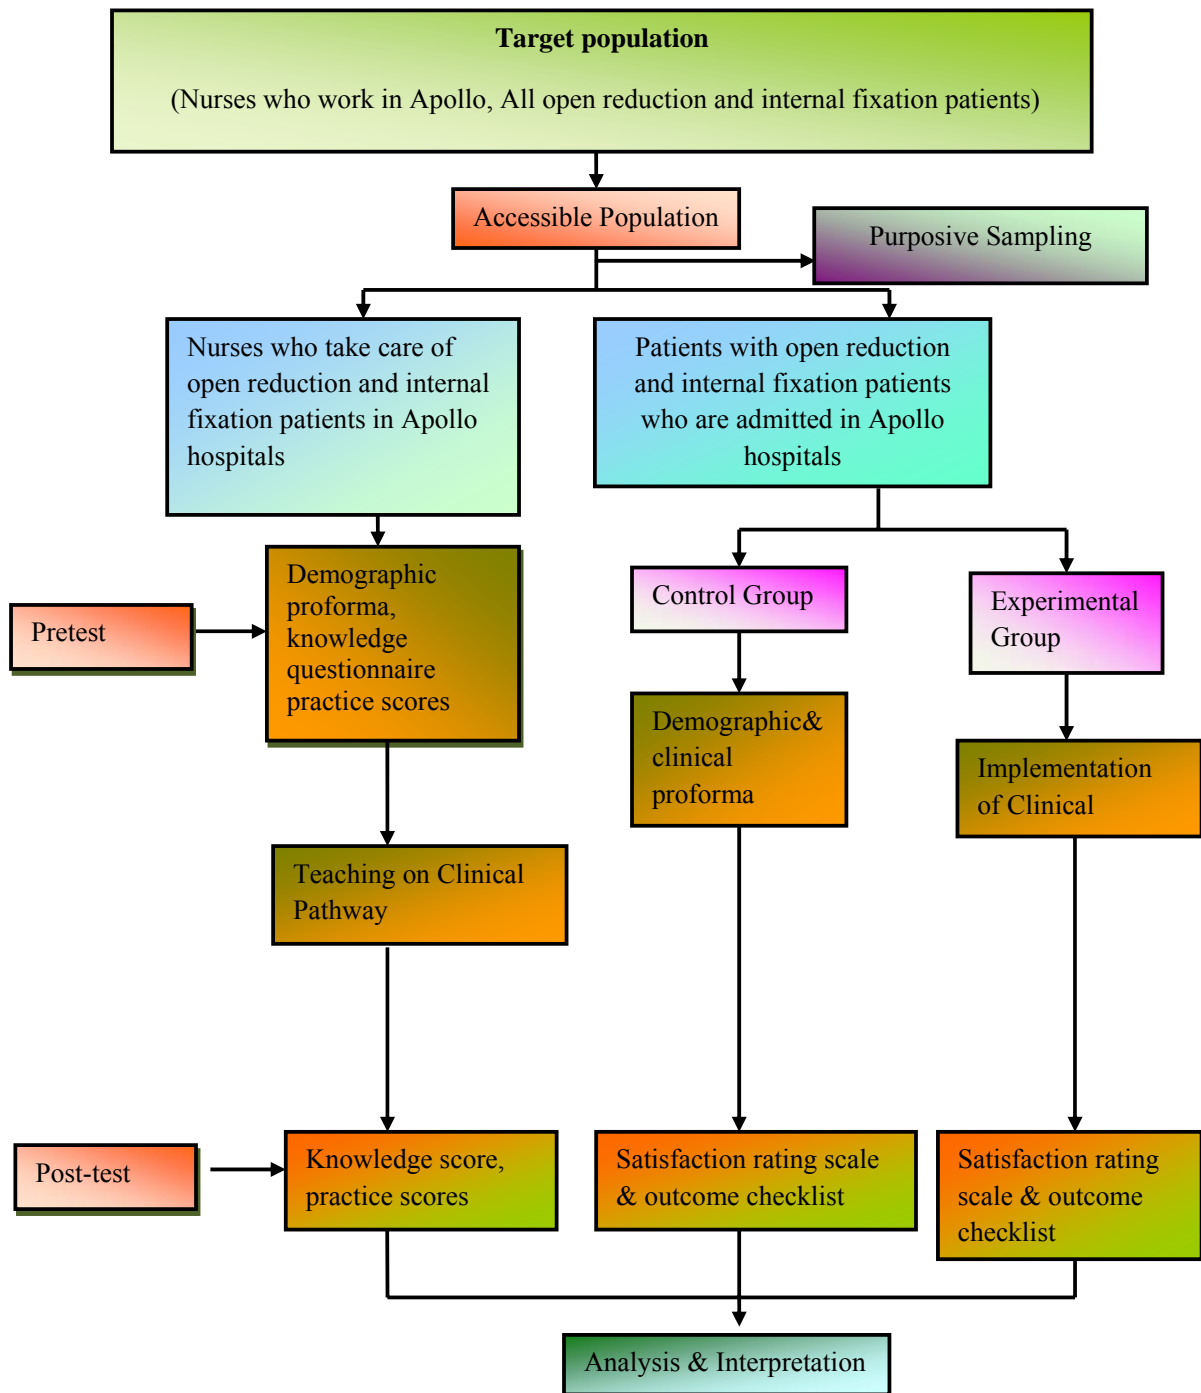 Target population
(Nurses who work in Apollo, All open reduction and internal fixation patients)
Accessible Population
Purposive Sampling
Nurses who take care of
open reduction and internal
fixation patients in Apollo
hospitals
Patients with open reduction
and internal fixation patients
who are admitted in Apollo
hospitals
Pretest
Demographic
proforma,
knowledge
questionnaire
practice scores
Control Group
Experimental
Group
Demographic&
clinical
proforma
Implementation
of Clinical
Teaching on Clinical
Pathway
Post-test
Knowledge score,
practice scores
Satisfaction rating scale
& outcome checklist
Satisfaction rating
scale & outcome
checklist
Analysis & Interpretation